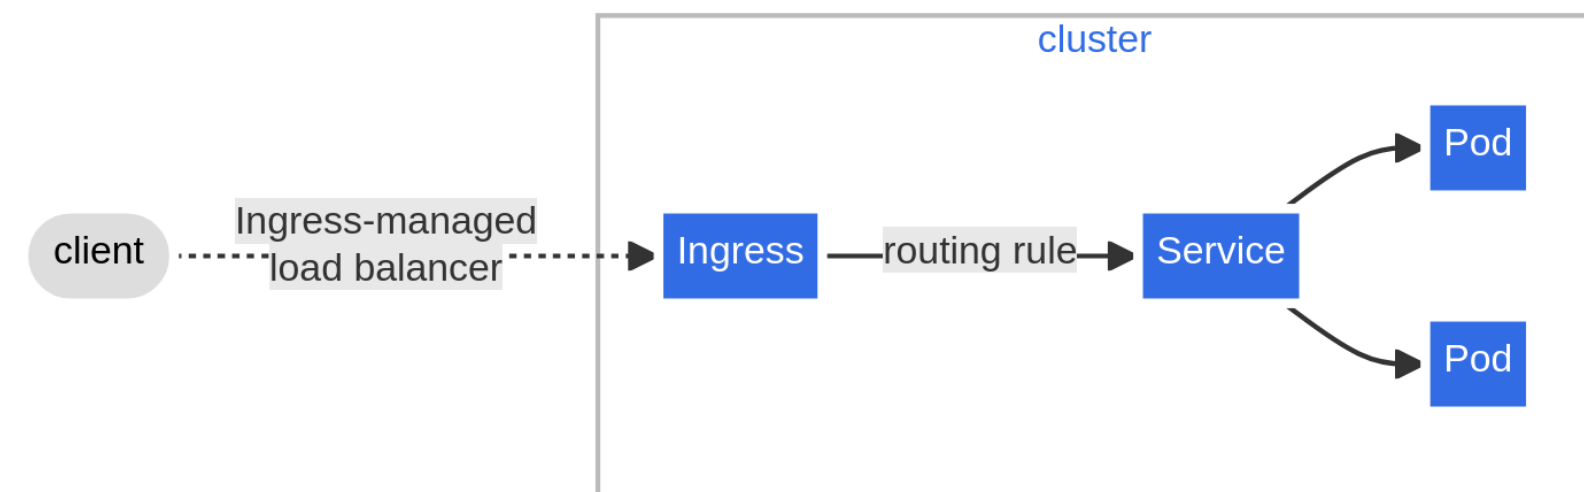 cluster
client
Ingress-managed
load balancer
Ingress
routing rule
Service
Pod
Pod